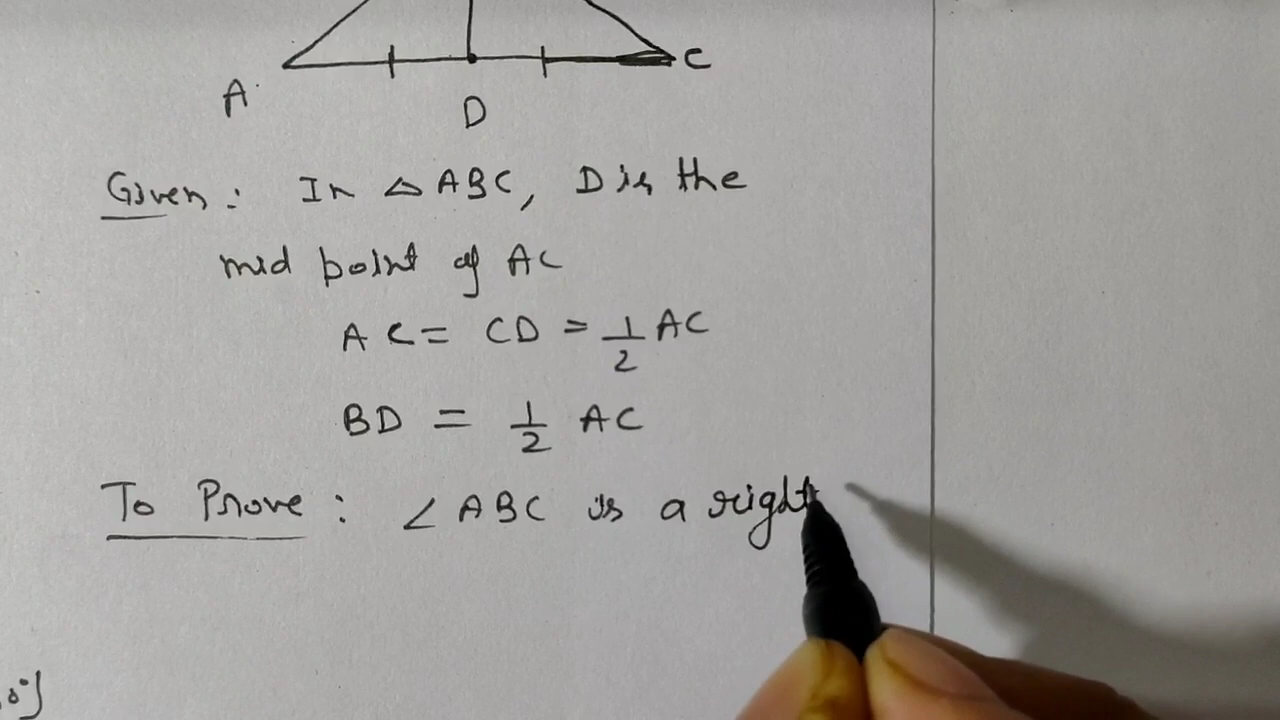 A
C
D
Given : In △ ABC, D is the
mid point of AC
AC = CD = 1/2 AC
BD = 1/2 AC
To Prove : ∠ABC is a right